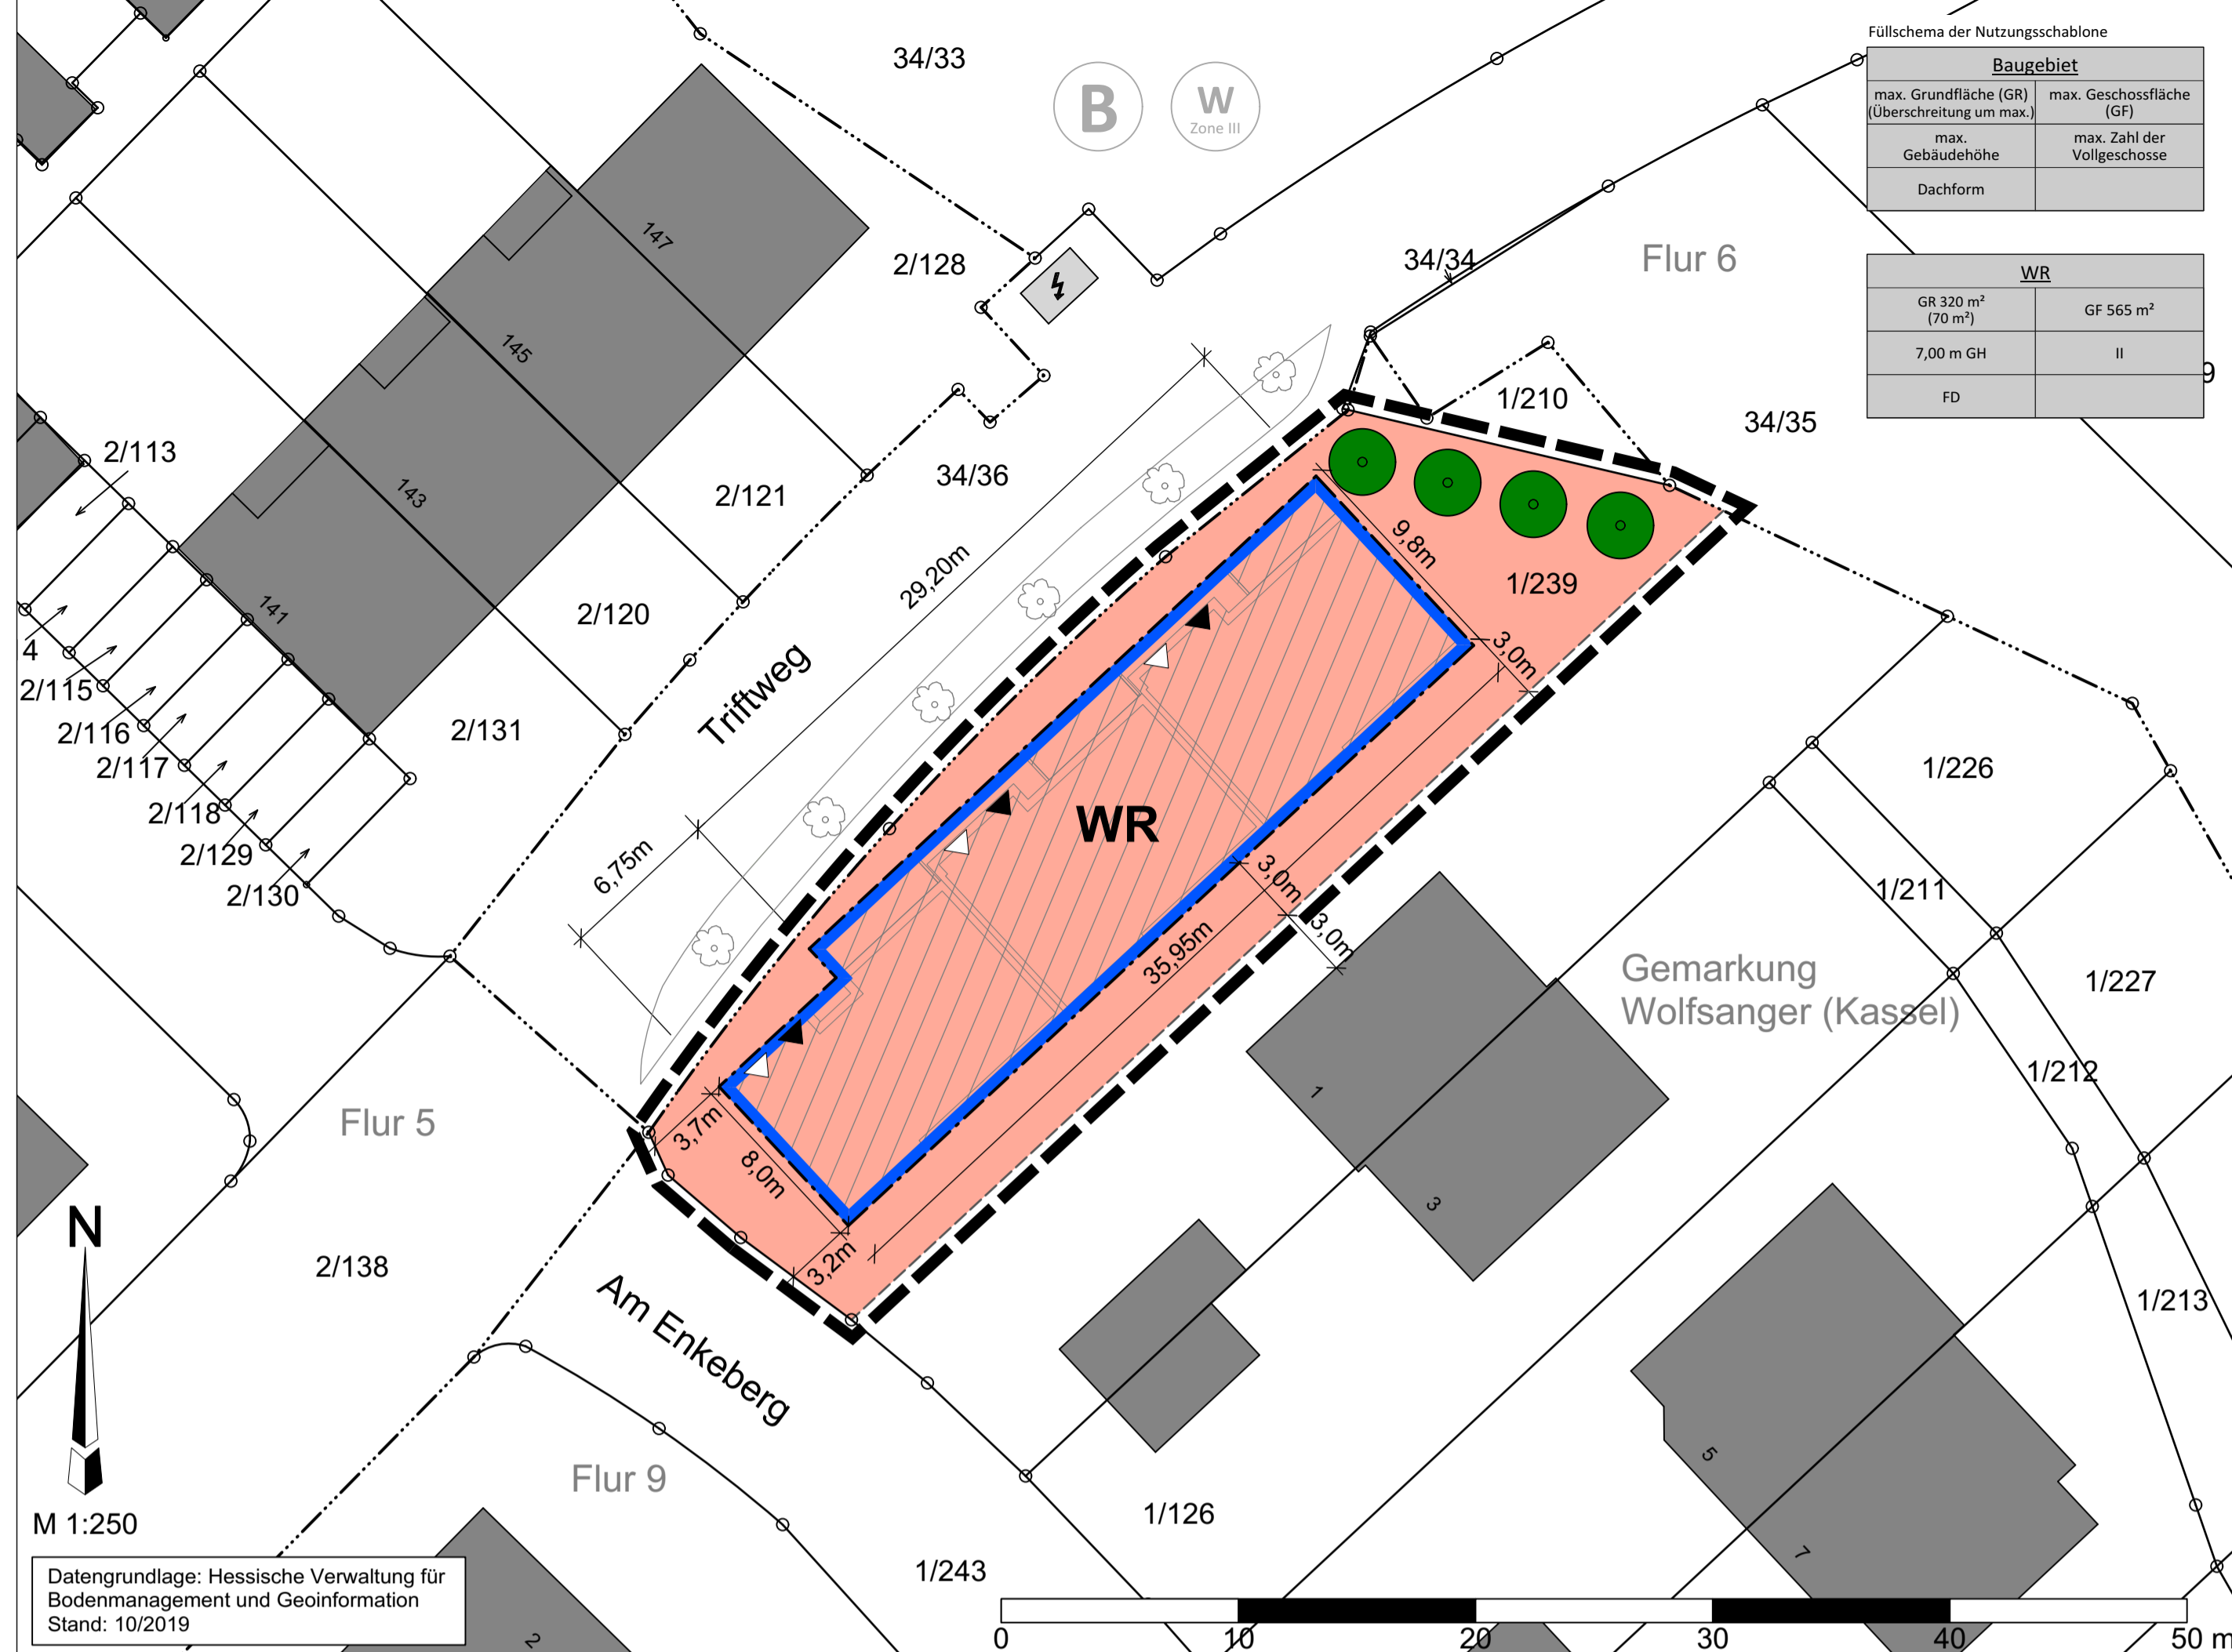 Füllschema der Nutzungsschablone
Baugebiet
max. Grundfläche (GR)
(Überschreitung um max.)
max. Geschossfläche
(GF)
max.
Gebäudehöhe
max. Zahl der
Vollgeschosse
Dachform
WR
GR 320 m²
(70 m²)
GF 565 m²
7,00 m GH
II
FD
9
34/33
B
W
Zone III
2/128
34/34
Flur 6
147
145
143
141
1/210
34/35
2/113
2/121
34/36
29,20m
9,8m
1/239
2/120
4
2/115
2/116
2/117
2/118
2/129
2/130
2/131
Triftweg
3,0m
6,75m
WR
3,0m
3,0m
35,95m
1/226
1/211
Gemarkung
Wolfsanger (Kassel)
1/227
1/212
1
3
Flur 5
3,7m
8,0m
3,2m
N
2/138
Am Enkeberg
1/213
5
7
Flur 9
M 1:250
1/126
1/243
2
Datengrundlage: Hessische Verwaltung für
Bodenmanagement und Geoinformation
Stand: 10/2019
0 10 20 30 40 50 m